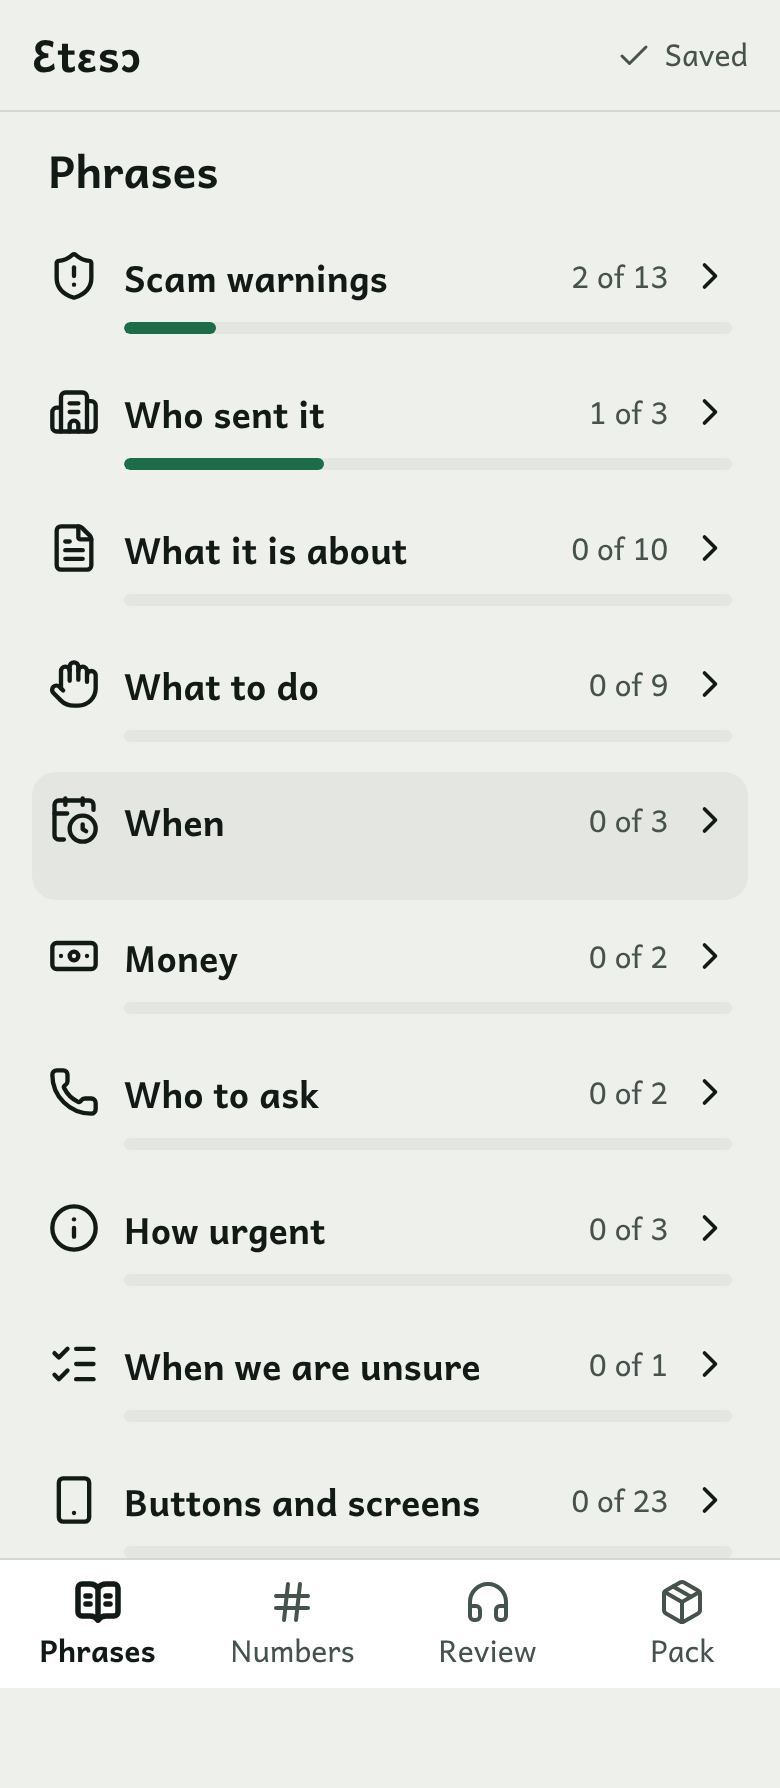 Ɛtɛsɔ
Saved
Phrases
Scam warnings 2 of 13
Who sent it 1 of 3
What it is about 0 of 10
What to do 0 of 9
When 0 of 3
Money 0 of 2
Who to ask 0 of 2
How urgent 0 of 3
When we are unsure 0 of 1
Buttons and screens 0 of 23
Phrases Numbers Review Pack